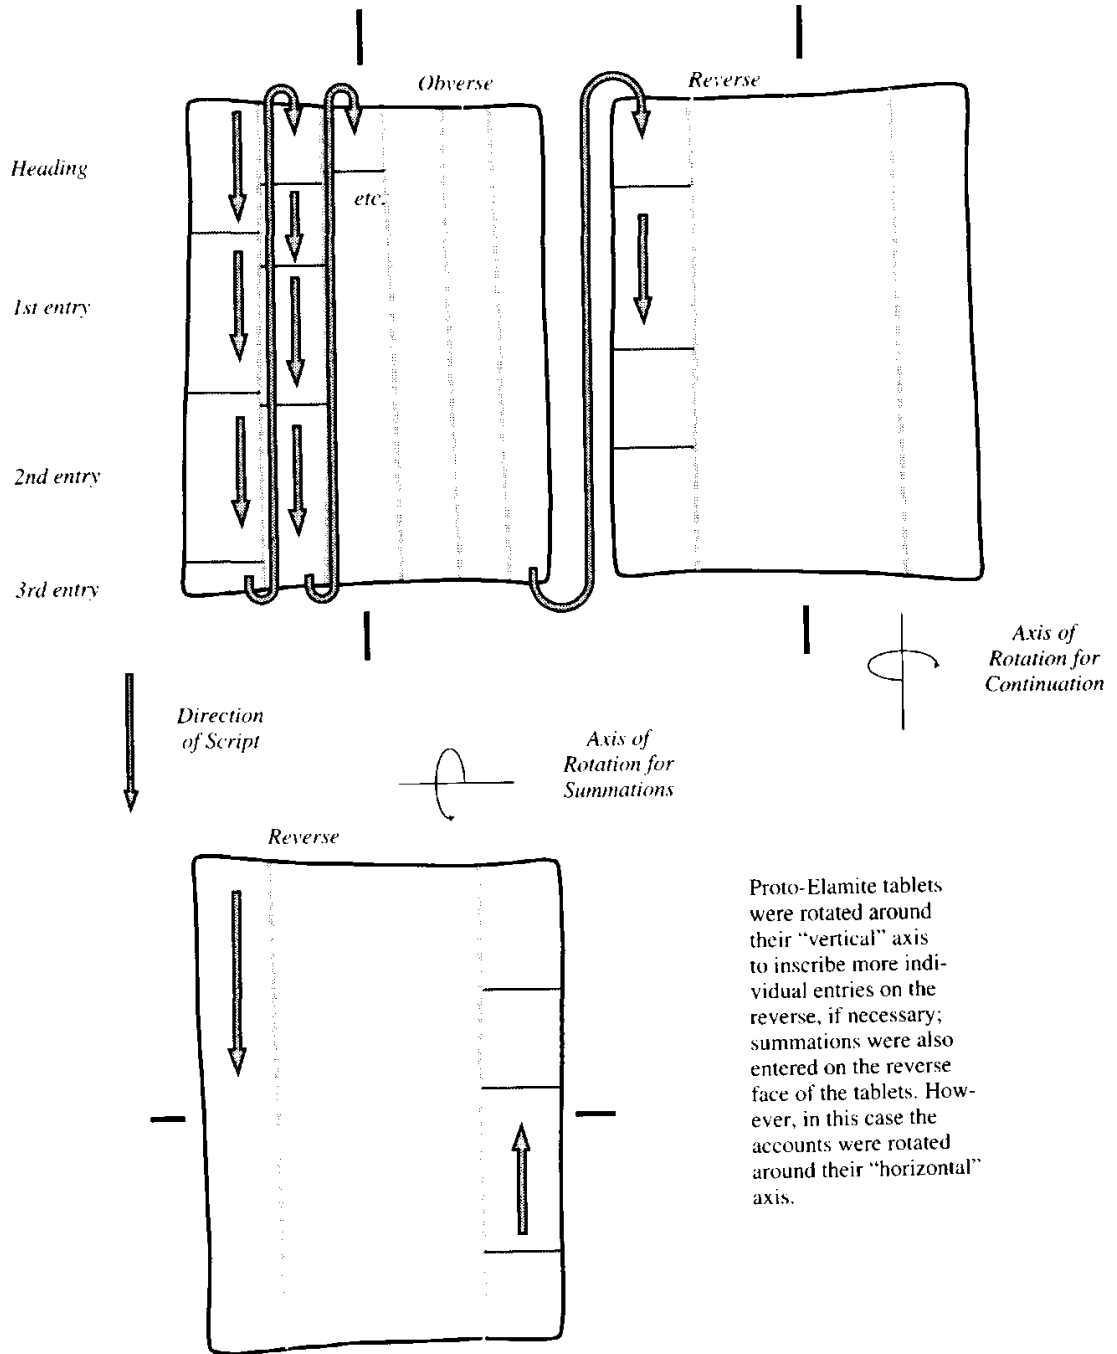 Obverse
Reverse
Heading
etc.
1st entry
2nd entry
3rd entry
Axis of
Rotation for
Continuation
Direction
of Script
Axis of
Rotation for
Summations
Reverse
Proto-Elamite tablets
were rotated around
their “vertical” axis
to inscribe more indi-
vidual entries on the
reverse, if necessary;
summations were also
entered on the reverse
face of the tablets. How-
ever, in this case the
accounts were rotated
around their “horizontal”
axis.